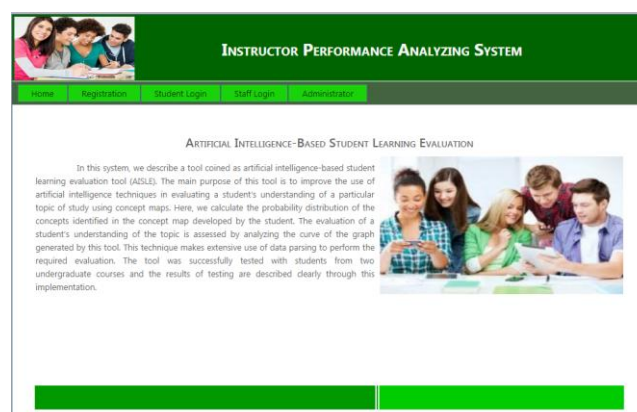 INSTRUCTOR PERFORMANCE ANALYZING SYSTEM
Home Registration Student Login Staff Login Administrator
ARTIFICIAL INTELLIGENCE-BASED STUDENT LEARNING EVALUATION
In this system, we describe a tool coined as artificial intelligence-based student
learning evaluation tool (AISLE). The main purpose of this tool is to improve the use of
artificial intelligence techniques in evaluating a student's understanding of a particular
topic of study using concept maps. Here, we calculate the probability distribution of the
concepts identified in the concept map developed by the student. The evaluation of a
student's understanding of the topic is assessed by analyzing the curve of the graph
generated by this tool. This technique makes extensive use of data parsing to perform the
required evaluation. The tool was successfully tested with students from two
undergraduate courses and the results of testing are described clearly through this
implementation.